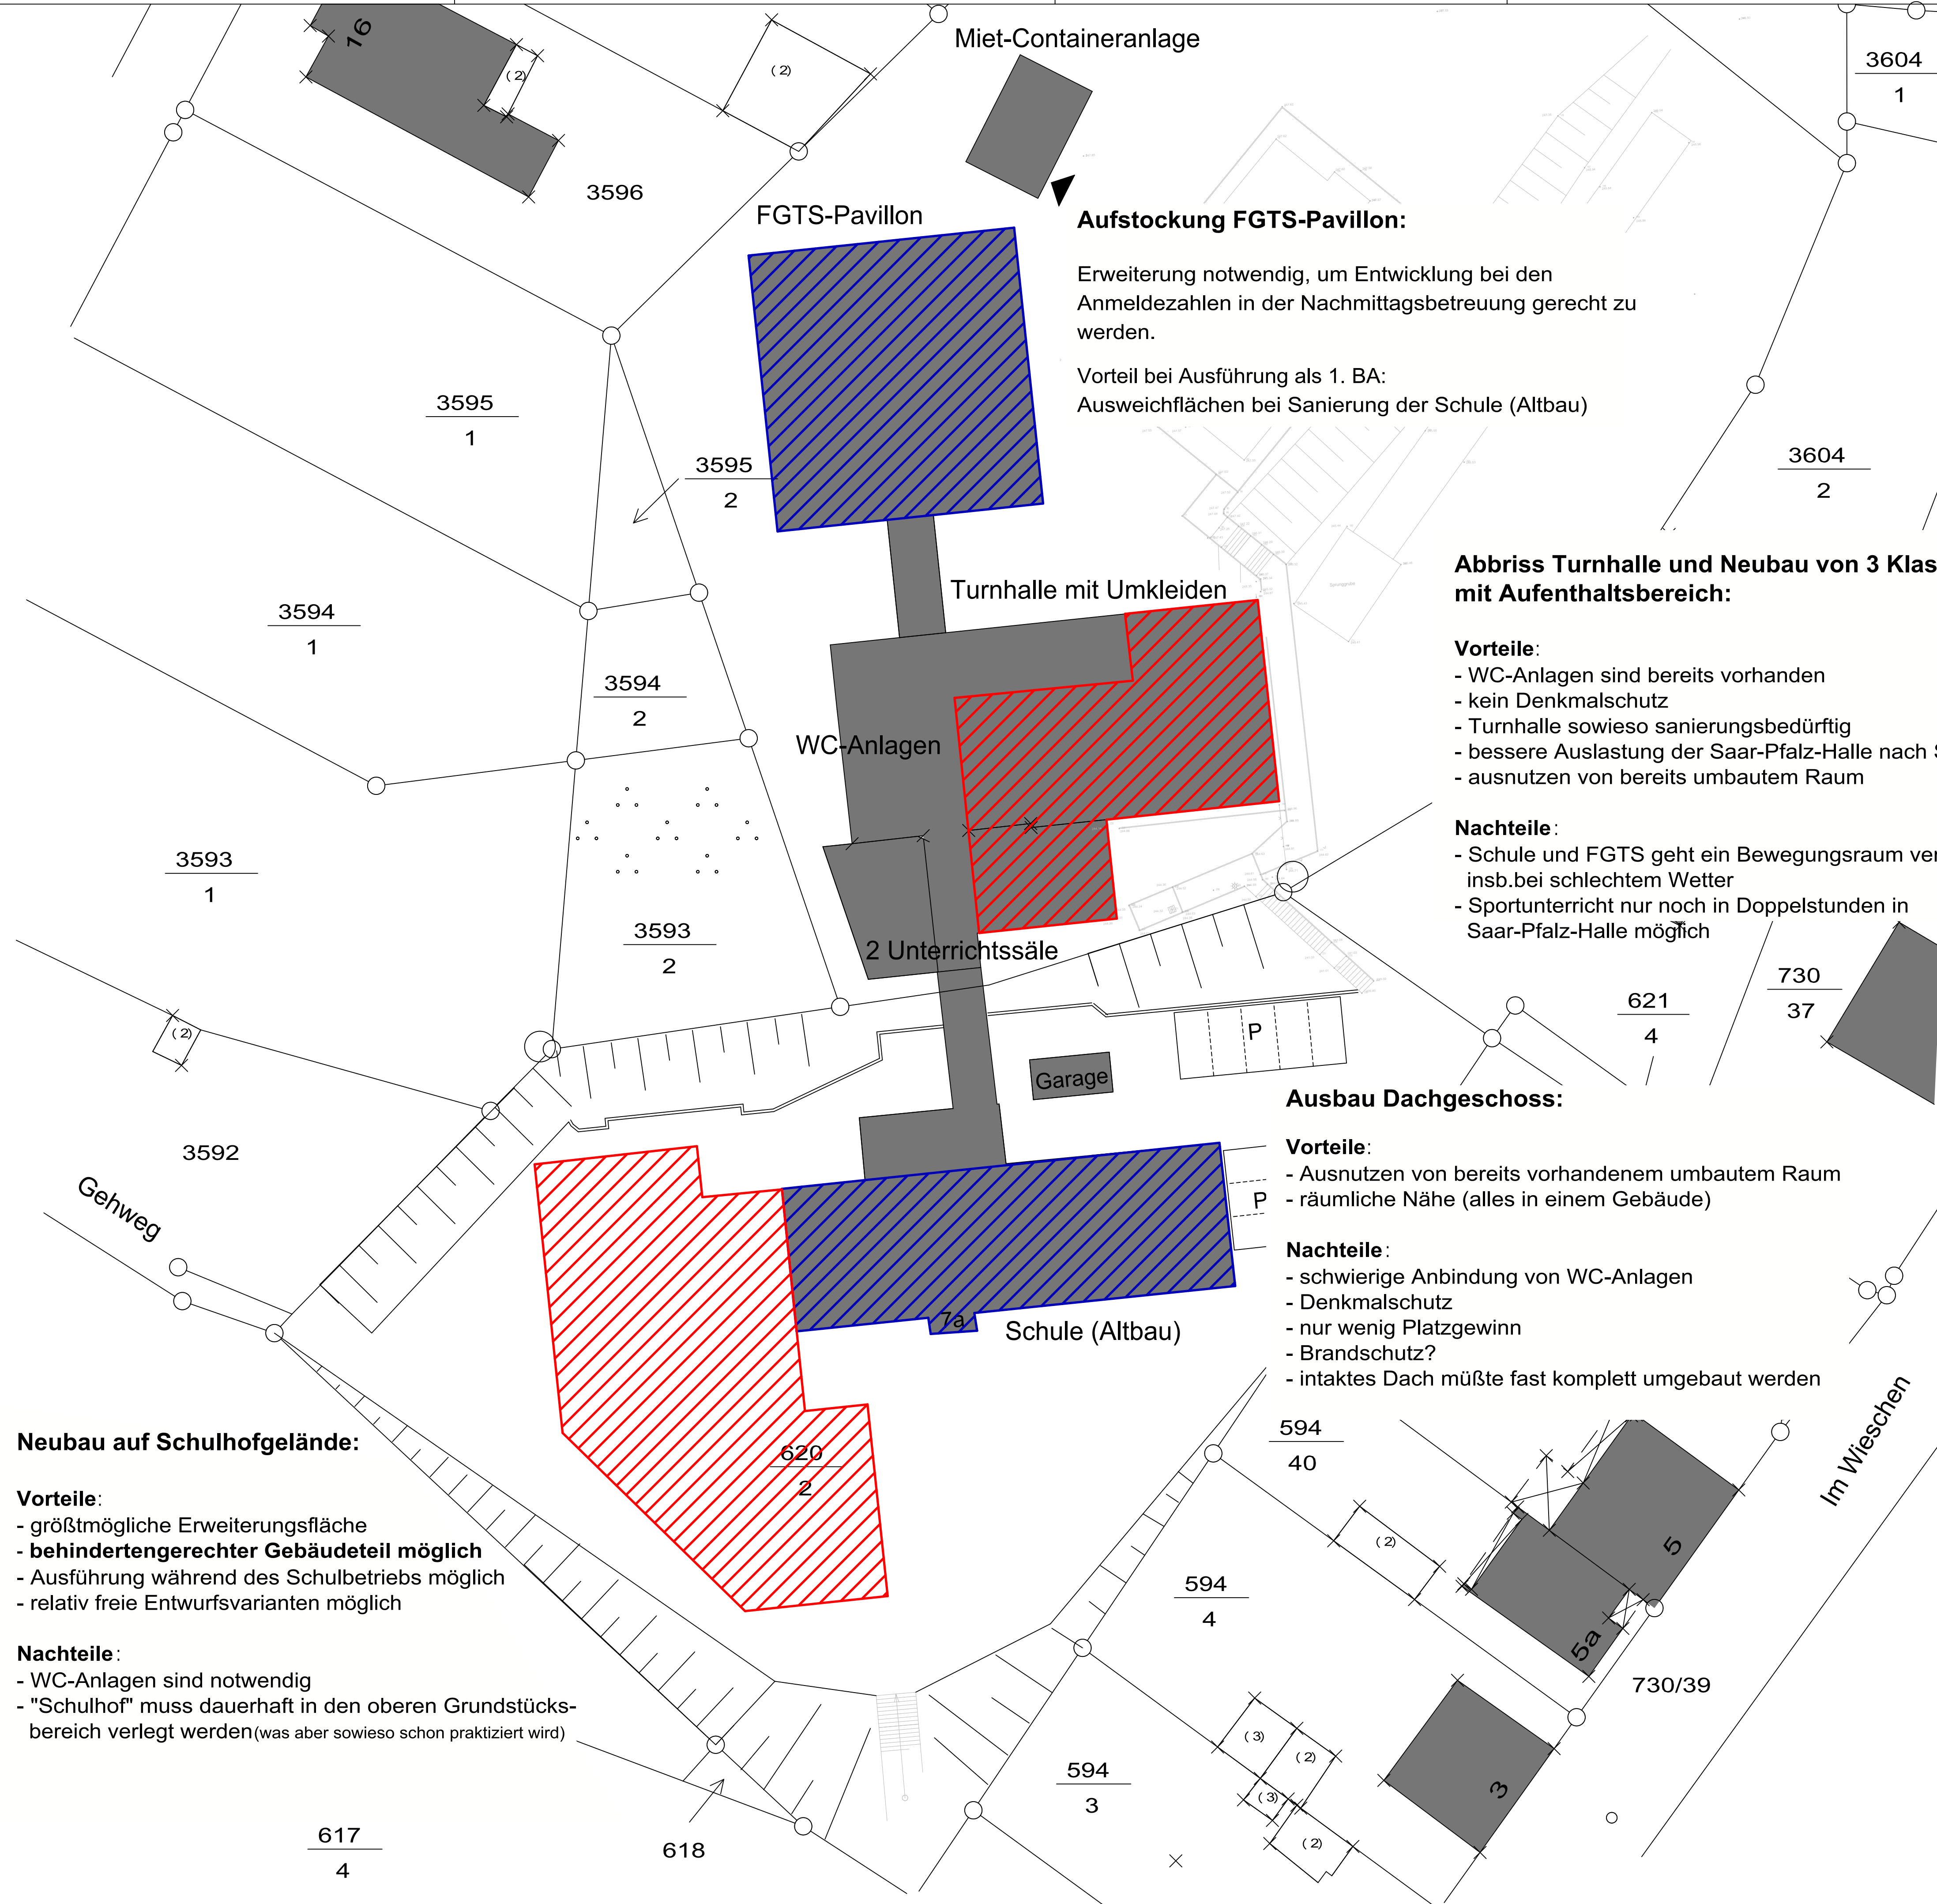 16
( 2)
( 2)
Miet-Containeranlage
3604
1
3596
FGTS-Pavillon
Aufstockung FGTS-Pavillon:
Erweiterung notwendig, um Entwicklung bei den
Anmeldezahlen in der Nachmittagsbetreuung gerecht zu
werden.
Vorteil bei Ausführung als 1. BA:
Ausweichflächen bei Sanierung der Schule (Altbau)
3595
1
3595
2
3604
2
Turnhalle mit Umkleiden
Abbriss Turnhalle und Neubau von 3 Klas
mit Aufenthaltsbereich:
Vorteile:
- WC-Anlagen sind bereits vorhanden
- kein Denkmalschutz
- Turnhalle sowieso sanierungsbedürftig
- bessere Auslastung der Saar-Pfalz-Halle nach S
- ausnutzen von bereits umbautem Raum
Nachteile:
- Schule und FGTS geht ein Bewegungsraum ver
insb.bei schlechtem Wetter
- Sportunterricht nur noch in Doppelstunden in
Saar-Pfalz-Halle möglich
3594
1
3594
2
WC-Anlagen
3593
1
3593
2
2 Unterrichtssäle
( 2)
621
4
730
37
P
Garage
3592
Gehweg
Ausbau Dachgeschoss:
Vorteile:
- Ausnutzen von bereits vorhandenem umbautem Raum
- räumliche Nähe (alles in einem Gebäude)
Nachteile:
- schwierige Anbindung von WC-Anlagen
- Denkmalschutz
- nur wenig Platzgewinn
- Brandschutz?
- intaktes Dach müßte fast komplett umgebaut werden
P
7a
Schule (Altbau)
Neubau auf Schulhofgelände:
Vorteile:
- größtmögliche Erweiterungsfläche
- behindertengerechter Gebäudeteil möglich
- Ausführung während des Schulbetriebs möglich
- relativ freie Entwurfsvarianten möglich
Nachteile:
- WC-Anlagen sind notwendig
- "Schulhof" muss dauerhaft in den oberen Grundstücks-
bereich verlegt werden(was aber sowieso schon praktiziert wird)
620
2
594
40
Im Wieschen
( 2)
5
5a
594
4
730/39
( 3)
( 2)
( 3)
( 2)
3
594
3
617
4
618